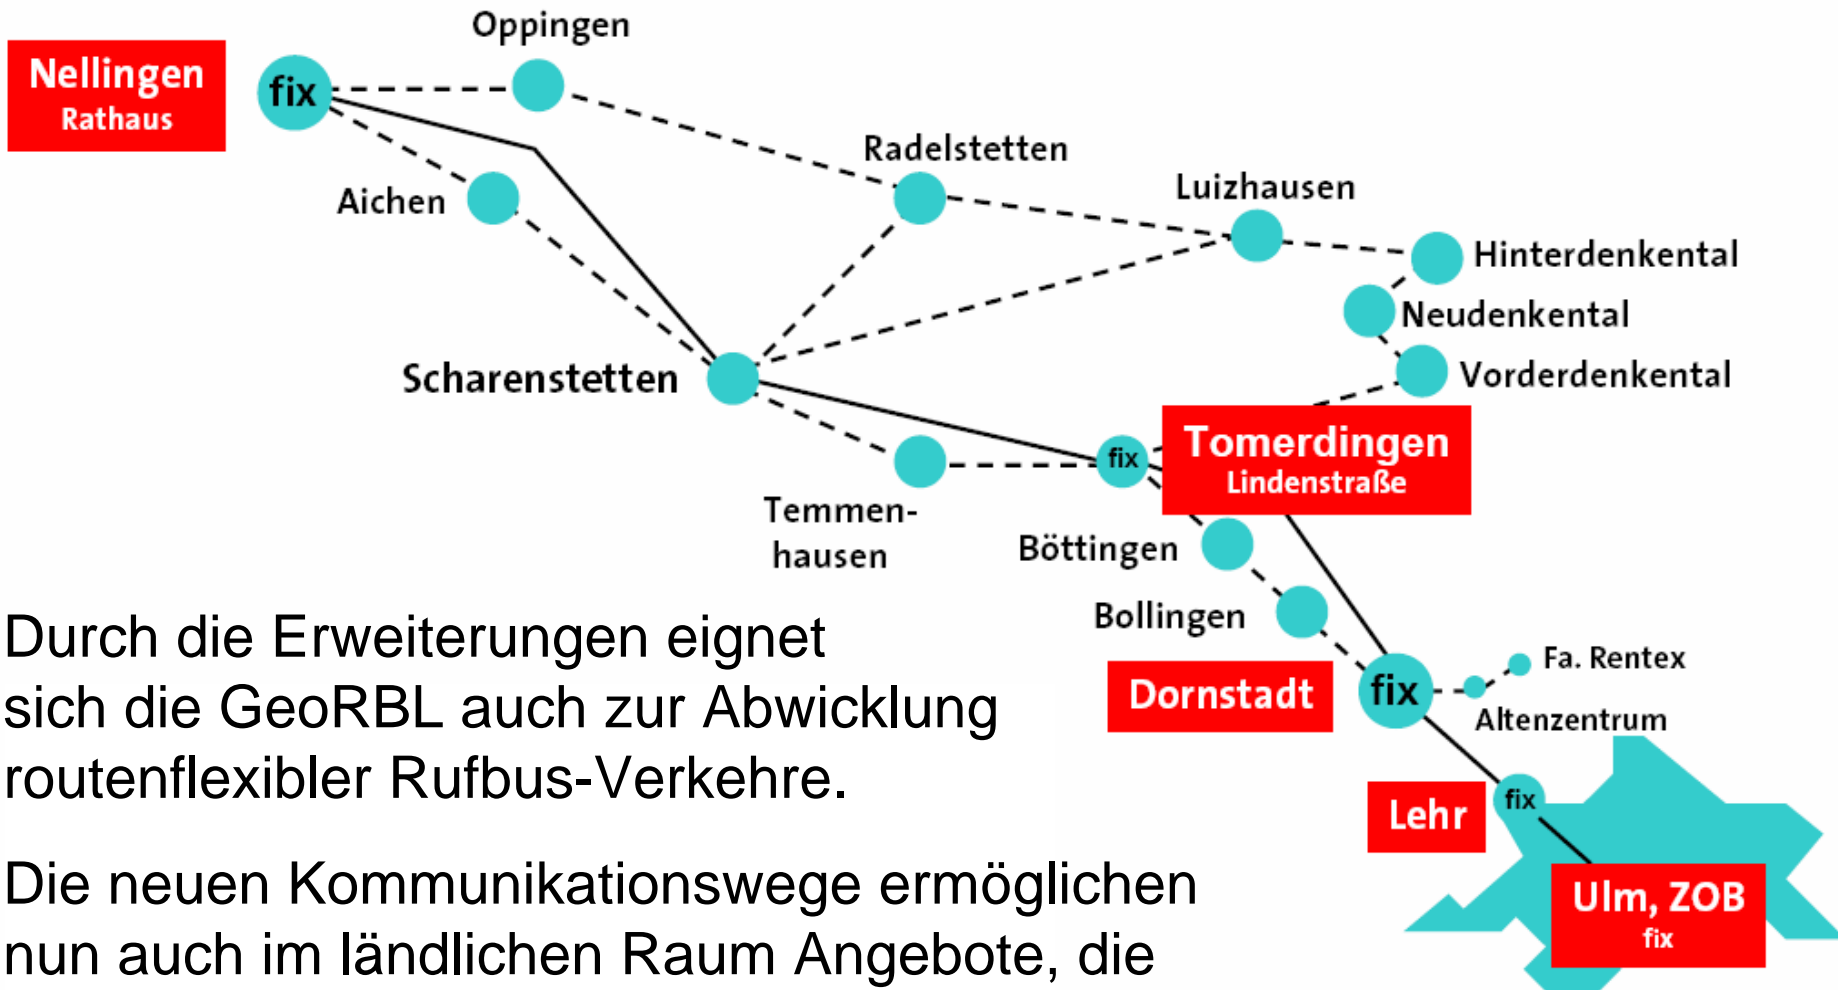 Oppingen
Nellingen
Rathaus
fix
Radelstetten
Luizhausen
Aichen
Hinterdenkental
Neudenkental
Scharenstetten
Vorderdenkental
fix
Tomerdingen
Lindenstraße
Temmen-
hausen
Böttingen
Bollingen
Durch die Erweiterungen eignet
sich die GeoRBL auch zur Abwicklung
routenflexibler Rufbus-Verkehre.
Fa. Rentex
Dornstadt
fix
Altenzentrum
Lehr
fix
Die neuen Kommunikationswege ermöglichen
nun auch im ländlichen Raum Angebote, die
Ulm, ZOB
fix